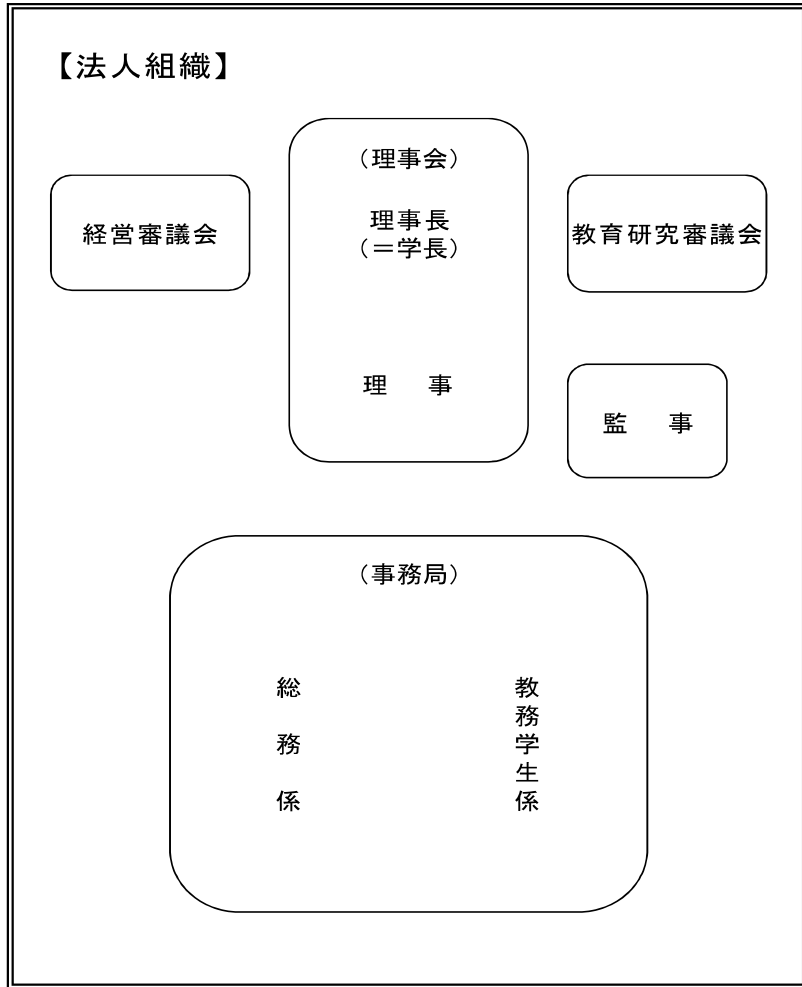 【法人組織】
（理事会）
経営審議会
理事長
（＝学長）
教育研究審議会
理　事
監　事
（事務局）
総務係
教務学生係